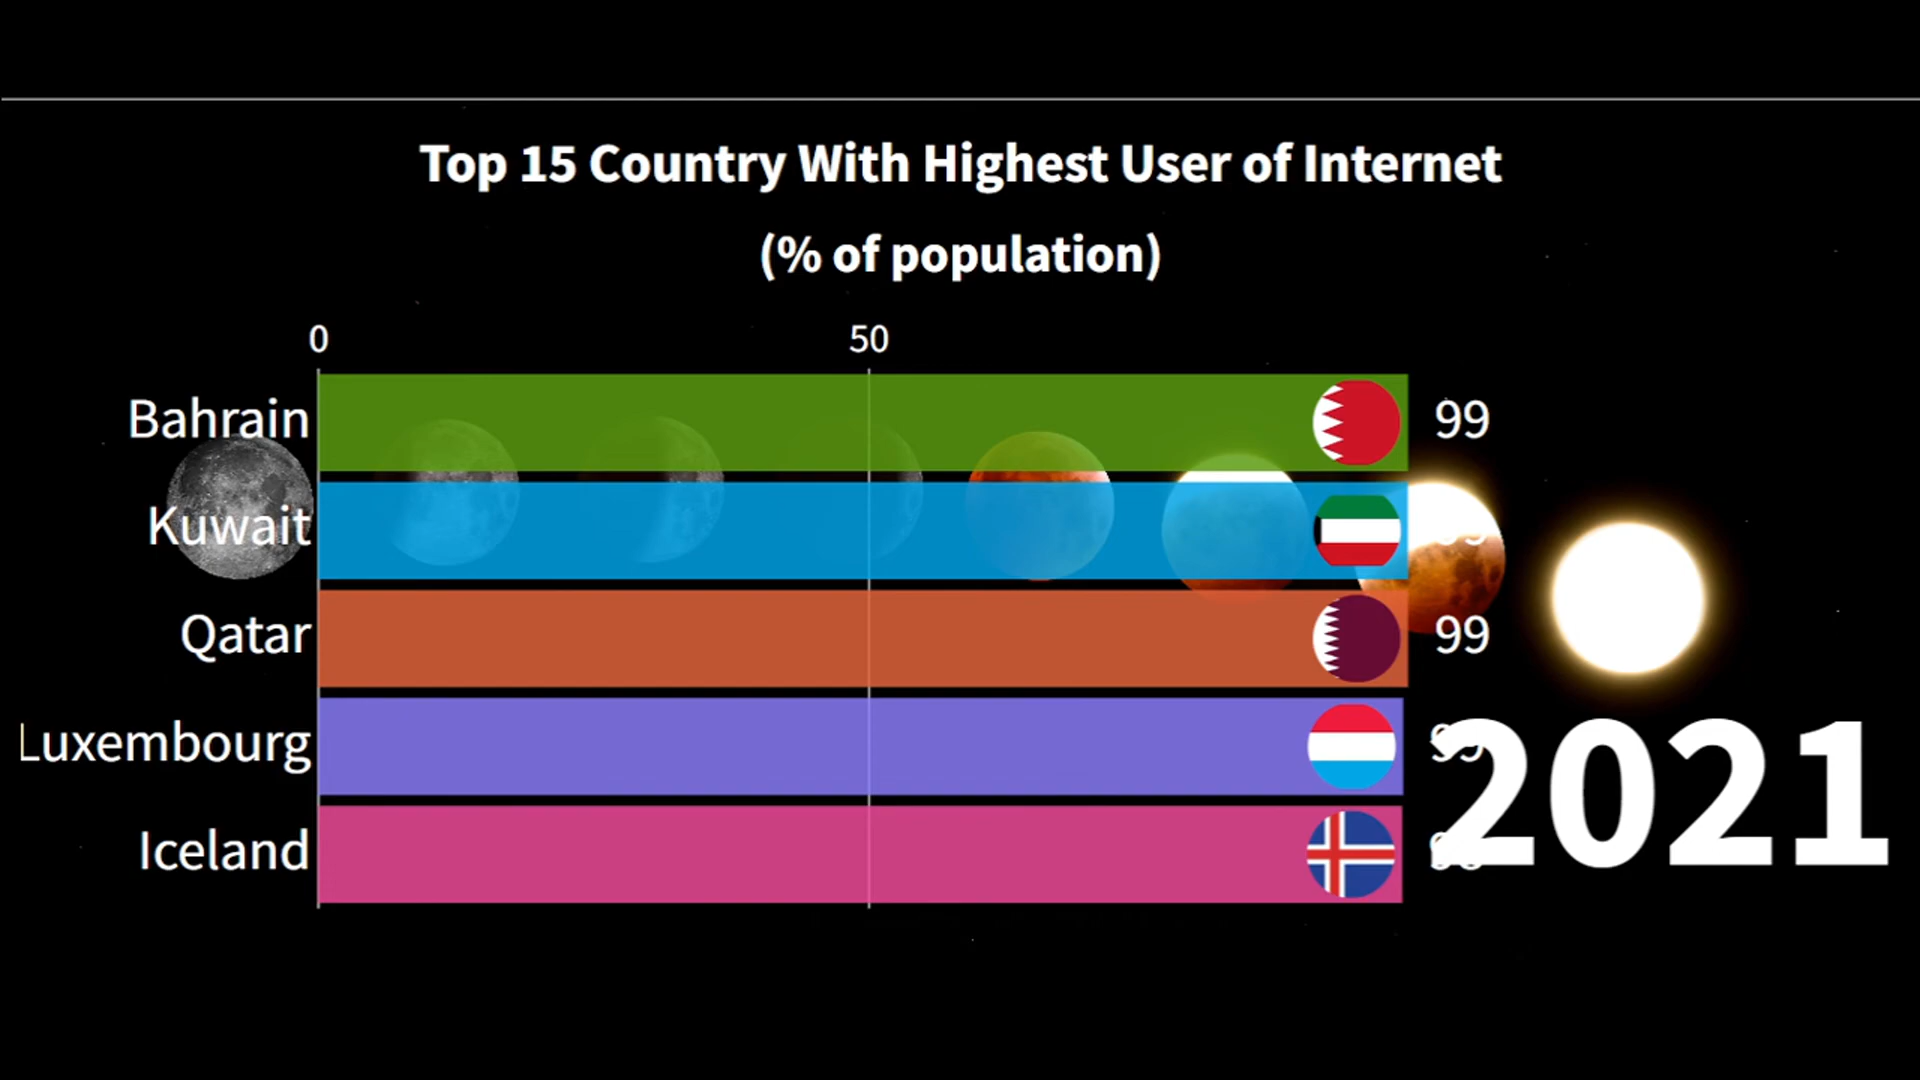 Top 15 Country With Highest User of Internet
(% of population)
0 50
Bahrain 99
Kuwait 99
Qatar 99
Luxembourg
Iceland
2021